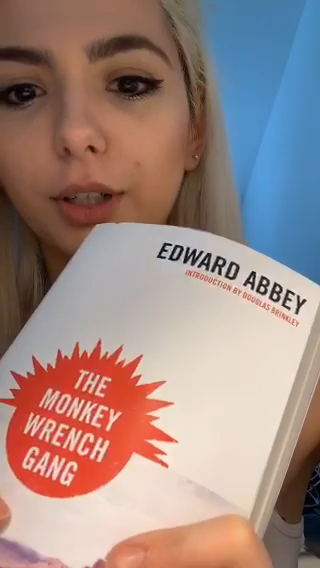 EDWARD ABBEY
INTRODUCTION BY DOUGLAS BRINKLEY
THE
MONKEY
WRENCH
GANG